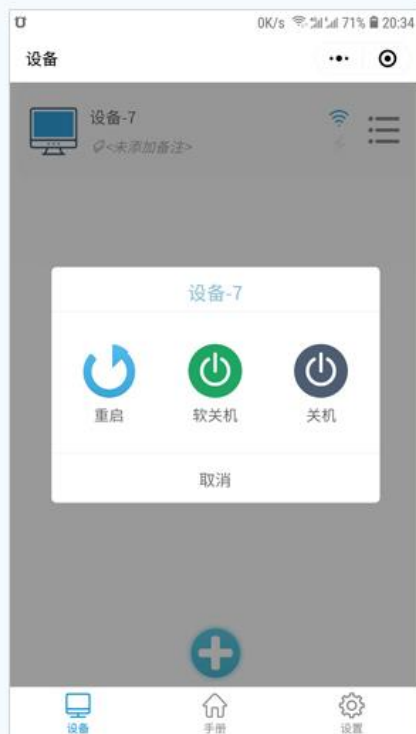 0K/s 71% 20:34
设备
设备-7
<未添加备注>
设备-7
重启 软关机 关机
取消
设备 手册 设置